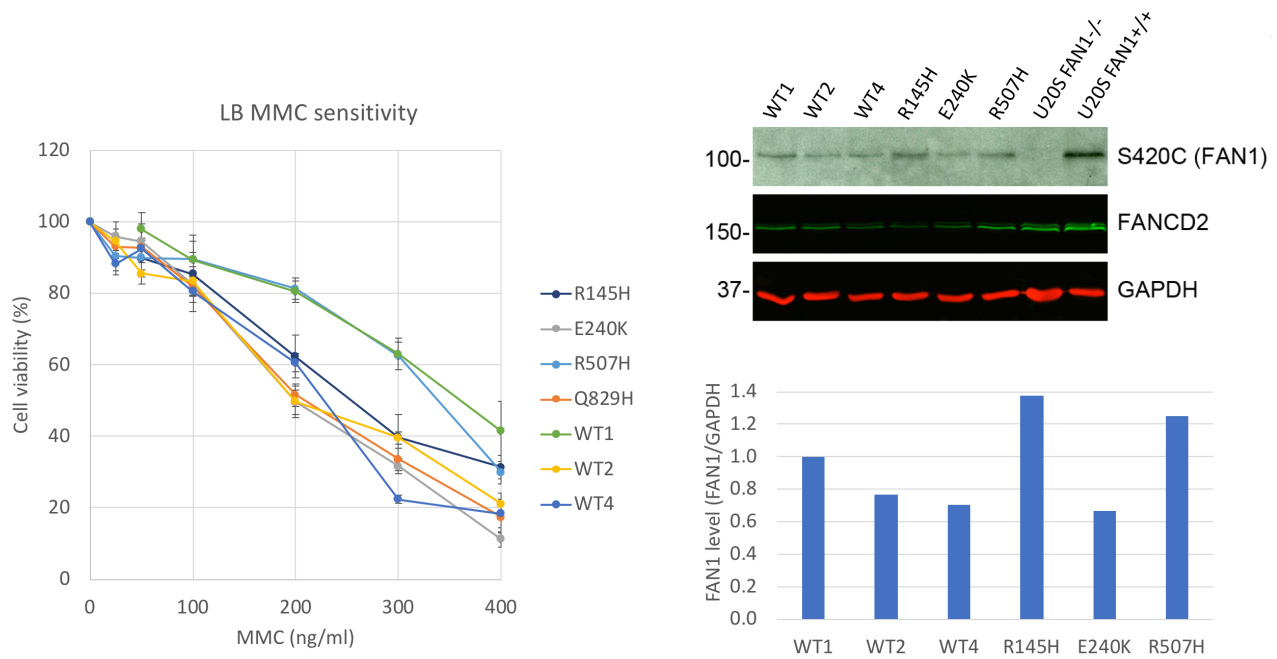 LB MMC sensitivity
120
100
80
60
40
20
0
Cell viability (%)
0 100 200 300 400
MMC (ng/ml)
R145H
E240K
R507H
Q829H
WT1
WT2
WT4
WT1 WT2 WT4 R145H E240K R507H U20S FAN1-/- U20S FAN1+/+
100- S420C (FAN1)
150- FANCD2
37- GAPDH
1.4
1.2
1.0
0.8
0.6
0.4
0.2
0.0
FAN1 level (FAN1/GAPDH
WT1 WT2 WT4 R145H E240K R507H